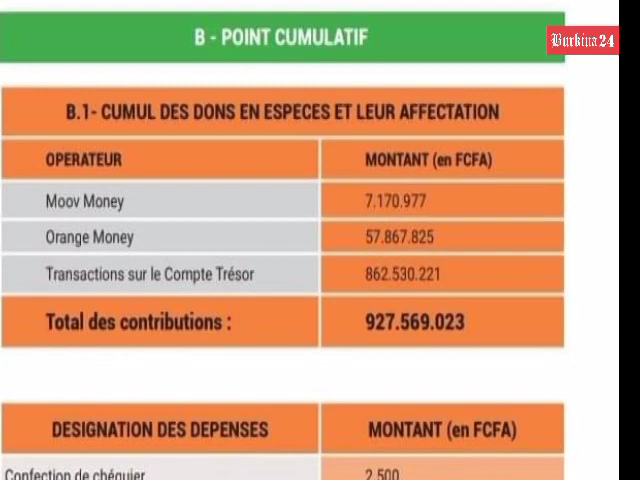 B - POINT CUMULATIF
Burkina 24
B.1- CUMUL DES DONS EN ESPECES ET LEUR AFFECTATION
OPERATEUR MONTANT (en FCFA)
Moov Money 7.170.977
Orange Money 57.867.825
Transactions sur le Compte Trésor 862.530.221
Total des contributions : 927.569.023
DESIGNATION DES DEPENSES MONTANT (en FCFA)
Confection de chéquier 2.500